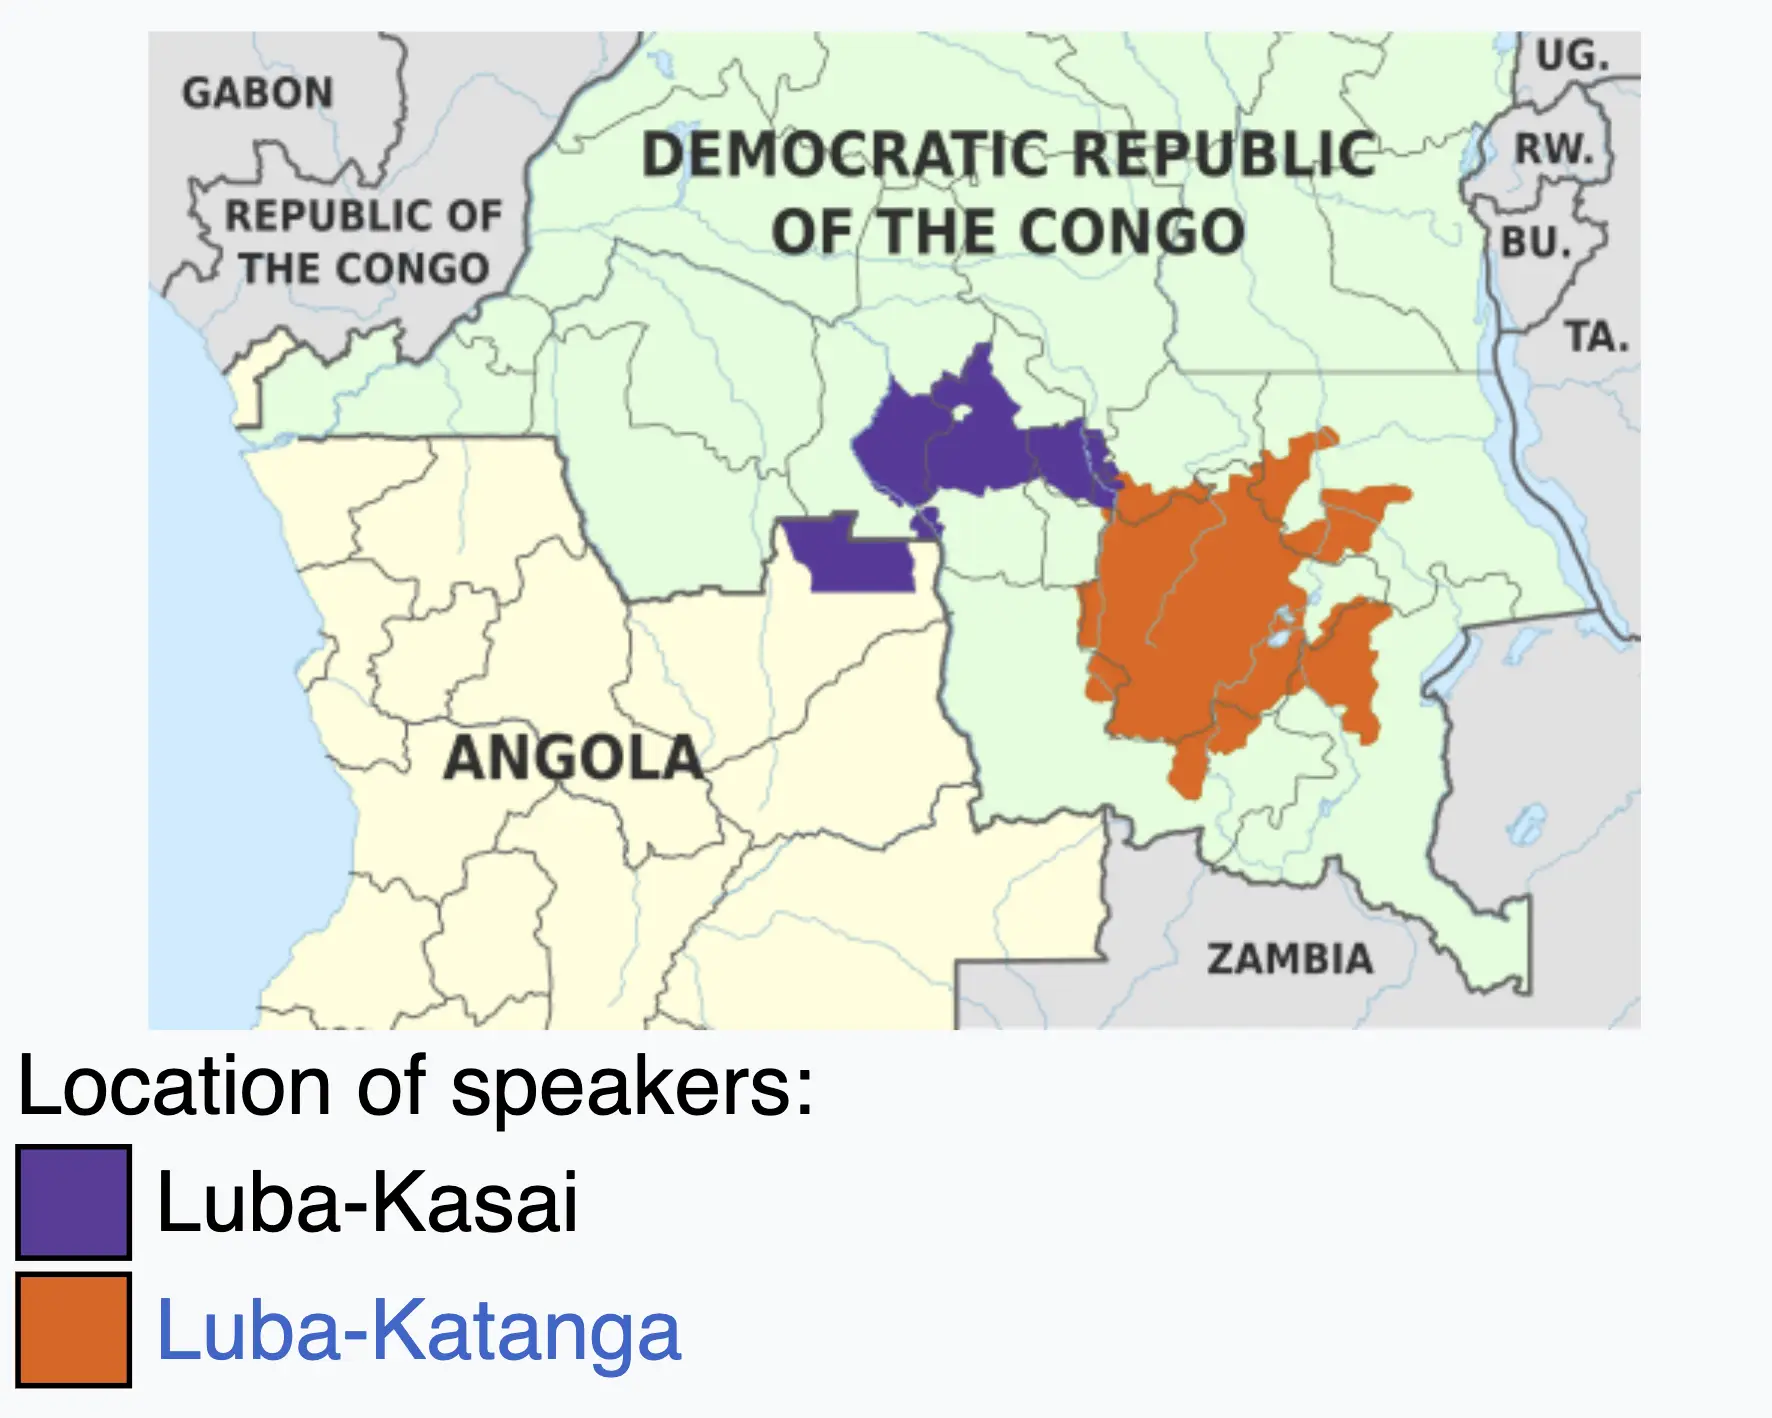 GABON
UG.
DEMOCRATIC REPUBLIC
OF THE CONGO
RW.
REPUBLIC OF
THE CONGO
BU.
TA.
ANGOLA
ZAMBIA
Location of speakers:
Luba-Kasai
Luba-Katanga